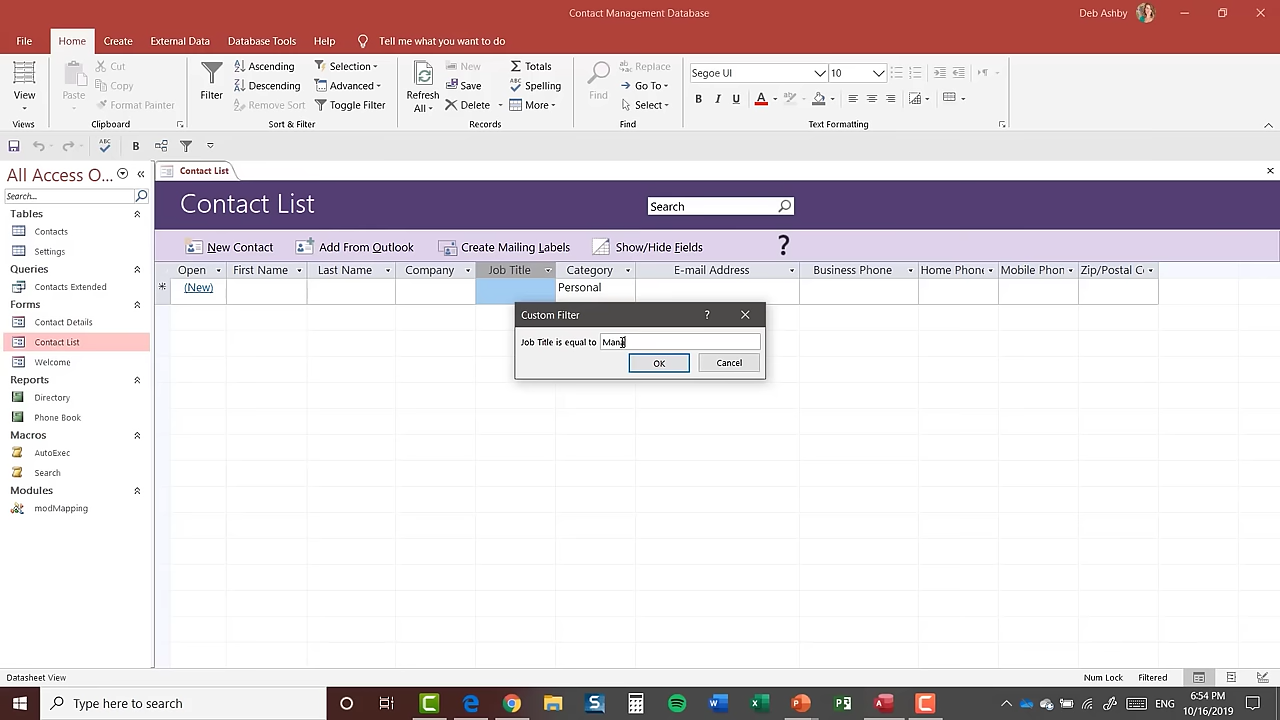 Contact Management Database
Deb Ashby
File Home Create External Data Database Tools Help Tell me what you want to do
View
Views
Paste
Cut
Copy
Format Painter
Clipboard
Filter
Ascending
Descending
Remove Sort
Selection
Advanced
Toggle Filter
Sort & Filter
Refresh
All
New
Save
Delete
Totals
Spelling
More
Records
Find
Replace
Go To
Select
Find
Segoe UI
10
B I U A
Text Formatting
ABC B
All Access O...
Search...
Tables
Contacts
Settings
Queries
Contacts Extended
Forms
Contact Details
Contact List
Welcome
Reports
Directory
Phone Book
Macros
AutoExec
Search
Modules
modMapping
Contact List
Contact List
Search
New Contact Add From Outlook Create Mailing Labels Show/Hide Fields ?
Open First Name Last Name Company Job Title Category E-mail Address Business Phone Home Phone Mobile Phon Zip/Postal C
* (New) Personal
Custom Filter ?
Job Title is equal to
OK Cancel
Datasheet View
Num Lock Filtered
Type here to search
ENG
6:54 PM
10/16/2019